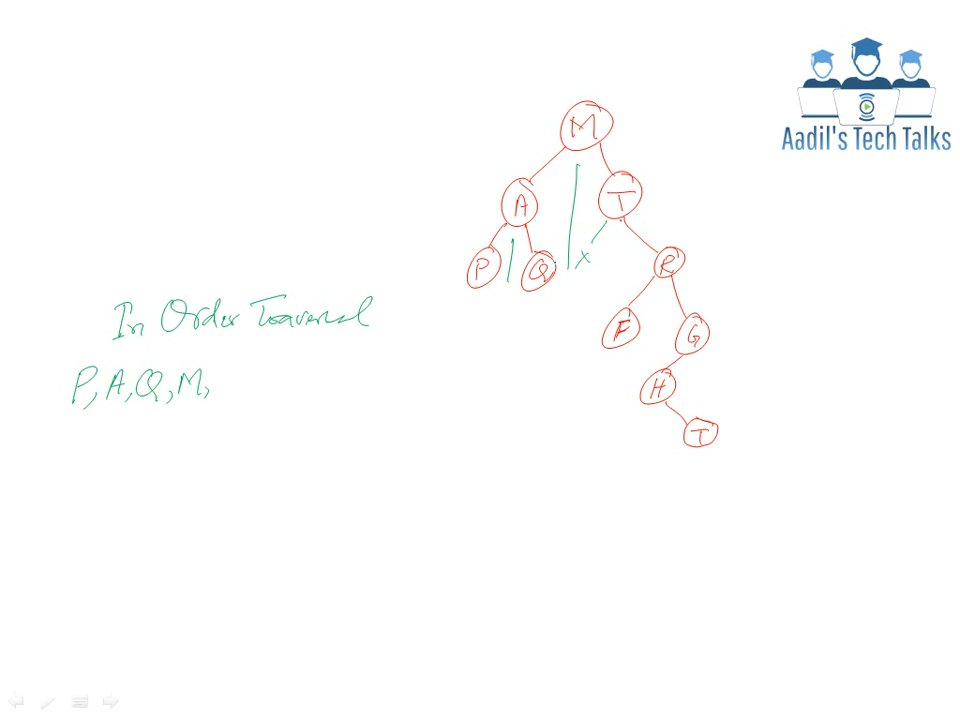 Aadil's Tech Talks
M
A
T
P
Q
X
R
F
G
H
T
In Order Traversal
P, A, Q, M,